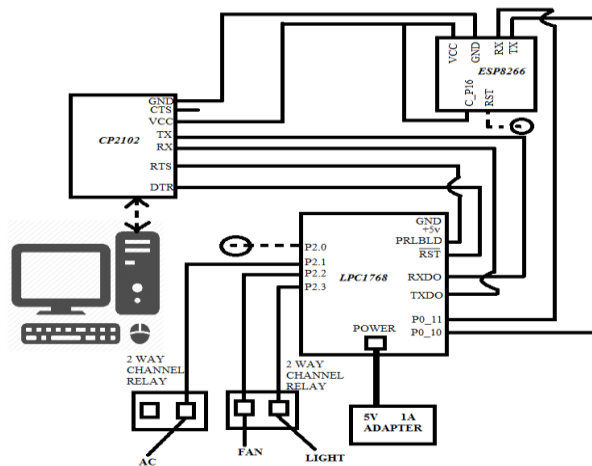 VCC
GND
RX
TX
ESP8266
C_P16
RST
GND
CTS
VCC
CP2102
TX
RX
RTS
DTR
GND
+5v
PRLBLD
RST
P2.0
P2.1
P2.2
P2.3
LPC1768
RXDO
TXDO
P0_11
P0_10
POWER
2 WAY
CHANNEL
RELAY
2 WAY
CHANNEL
RELAY
5V 1A
ADAPTER
AC
FAN
LIGHT